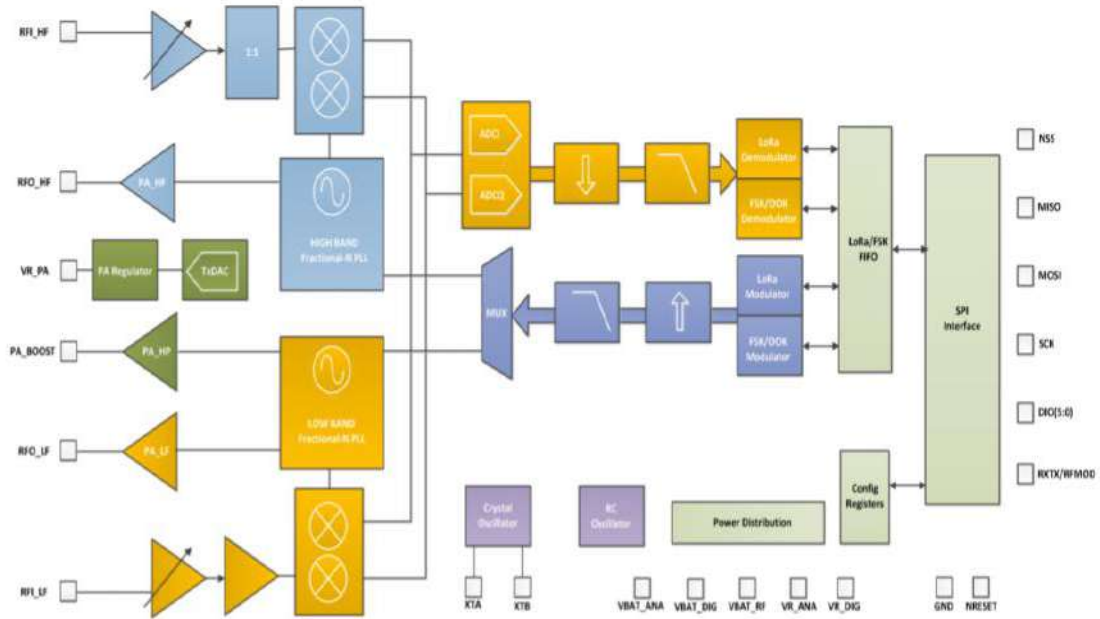 RFI_HF
1:1
RFO_HF
PA_HF
HIGH BAND
Fractional-N PLL
VR_PA
PA Regulator
TxDAC
PA_BOOST
PA_HP
RFO_LF
PA_LF
LOW BAND
Fractional-N PLL
RFI_LF
ADCI
ADCQ
LoRa
Demodulator
FSK/OOK
Demodulator
MUX
LoRa
Modulator
FSK/OOK
Modulator
LoRa/FSK
FIFO
SPI
Interface
Config
Registers
Crystal
Oscillator
RC
Oscillator
Power Distribution
XTA
XTB
VBAT_ANA
VBAT_DIG
VBAT_RF
VR_ANA
VR_DIG
GND
NRESET
NSS
MISO
MOSI
SCK
DIO(5:0)
RXTX/RFMOD